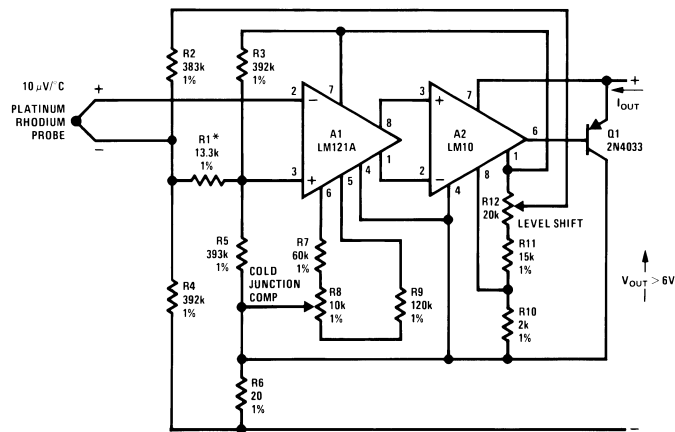 10 μV/°C
PLATINUM
RHODIUM
PROBE
+
−
R2
383k
1%
R3
392k
1%
R1*
13.3k
1%
2
3
7
8
1
4
5
6
−
+
A1
LM121A
3
2
7
6
1
8
4
+
−
A2
LM10
+
I OUT
Q1
2N4033
R12
20k
LEVEL SHIFT
R11
15k
1%
R10
2k
1%
V OUT > 6V
R5
393k
1%
COLD
JUNCTION
COMP
R7
60k
1%
R8
10k
1%
R9
120k
1%
R4
392k
1%
R6
20
1%
−